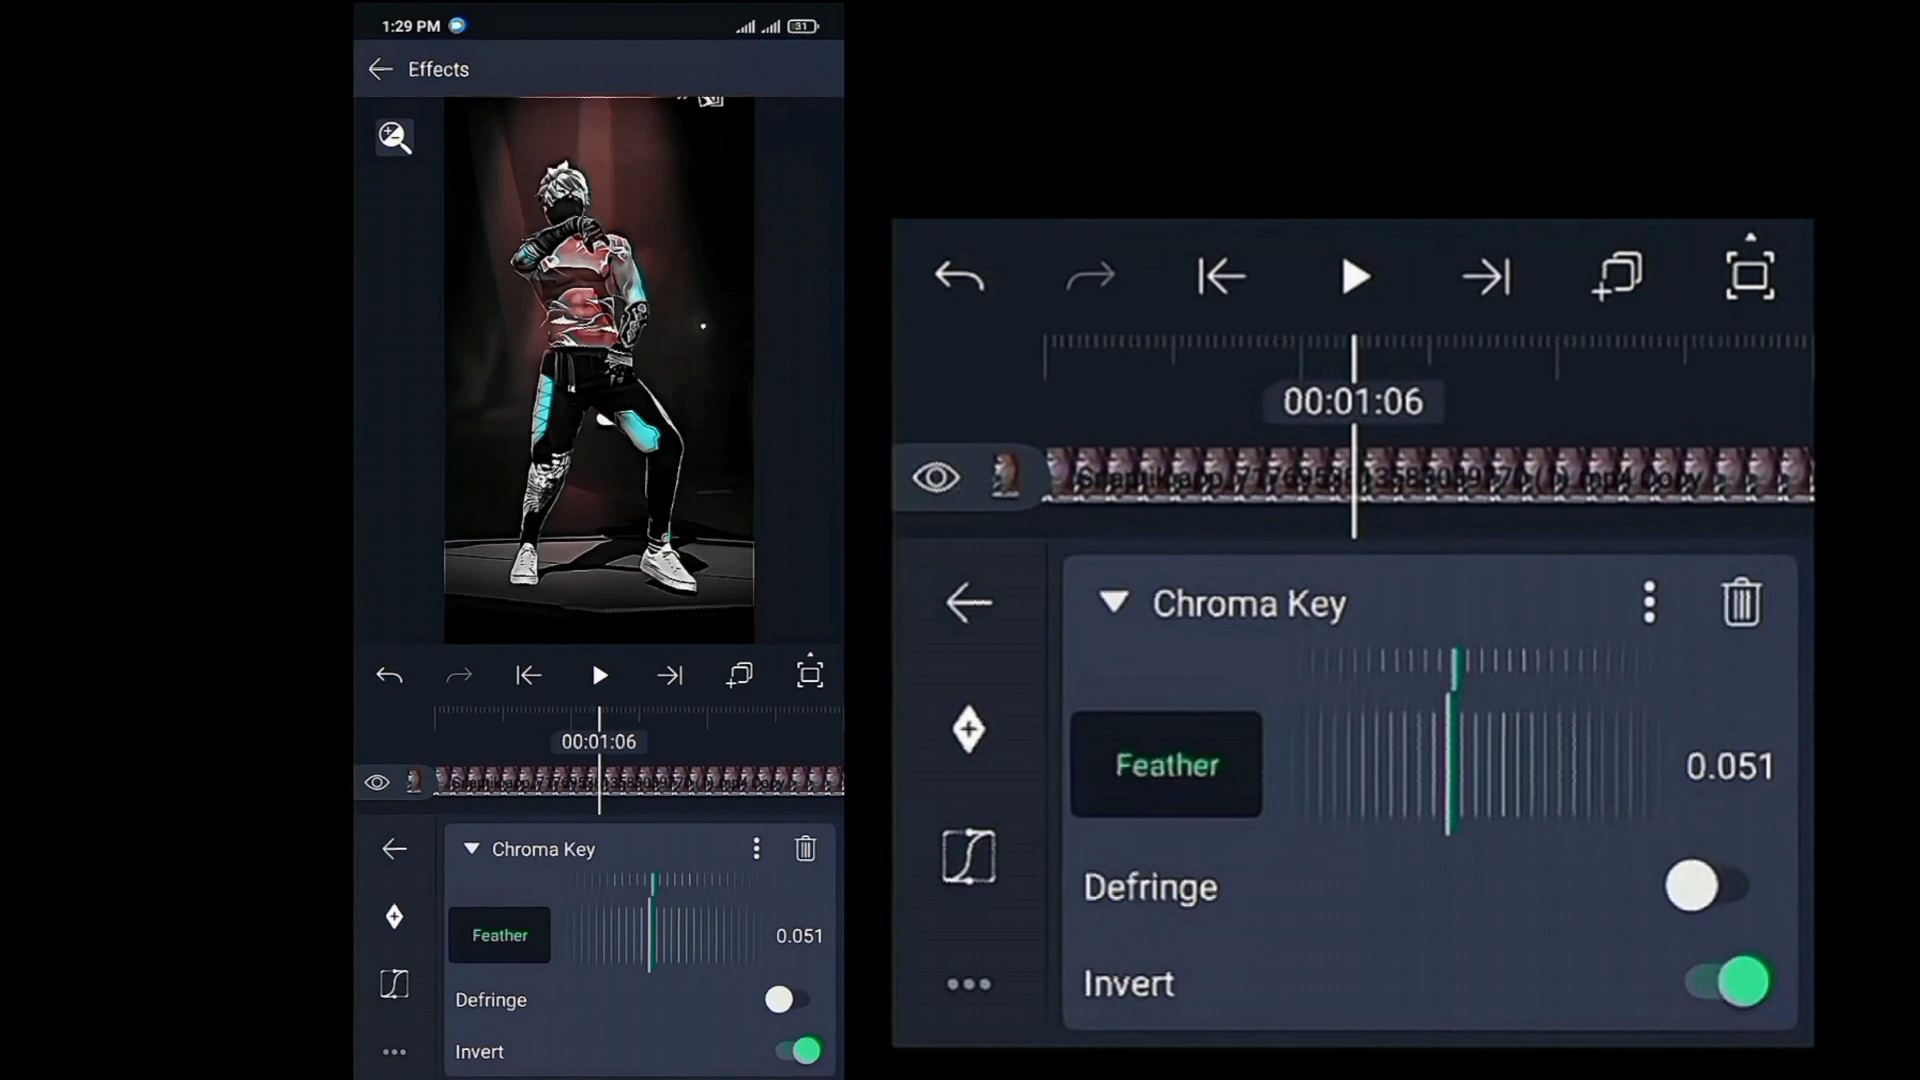 1:29 PM
31
Effects
00:01:06
Chroma Key
Feather
0.051
Defringe
Invert
00:01:06
Chroma Key
Feather
0.051
Defringe
Invert